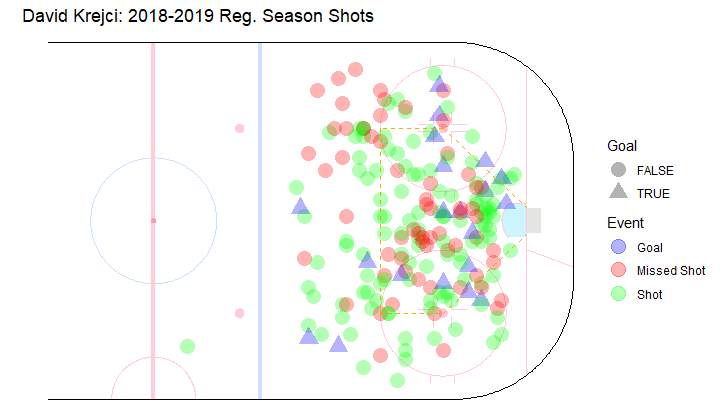 David Krejci: 2018-2019 Reg. Season Shots
Goal
FALSE
TRUE
Event
Goal
Missed Shot
Shot